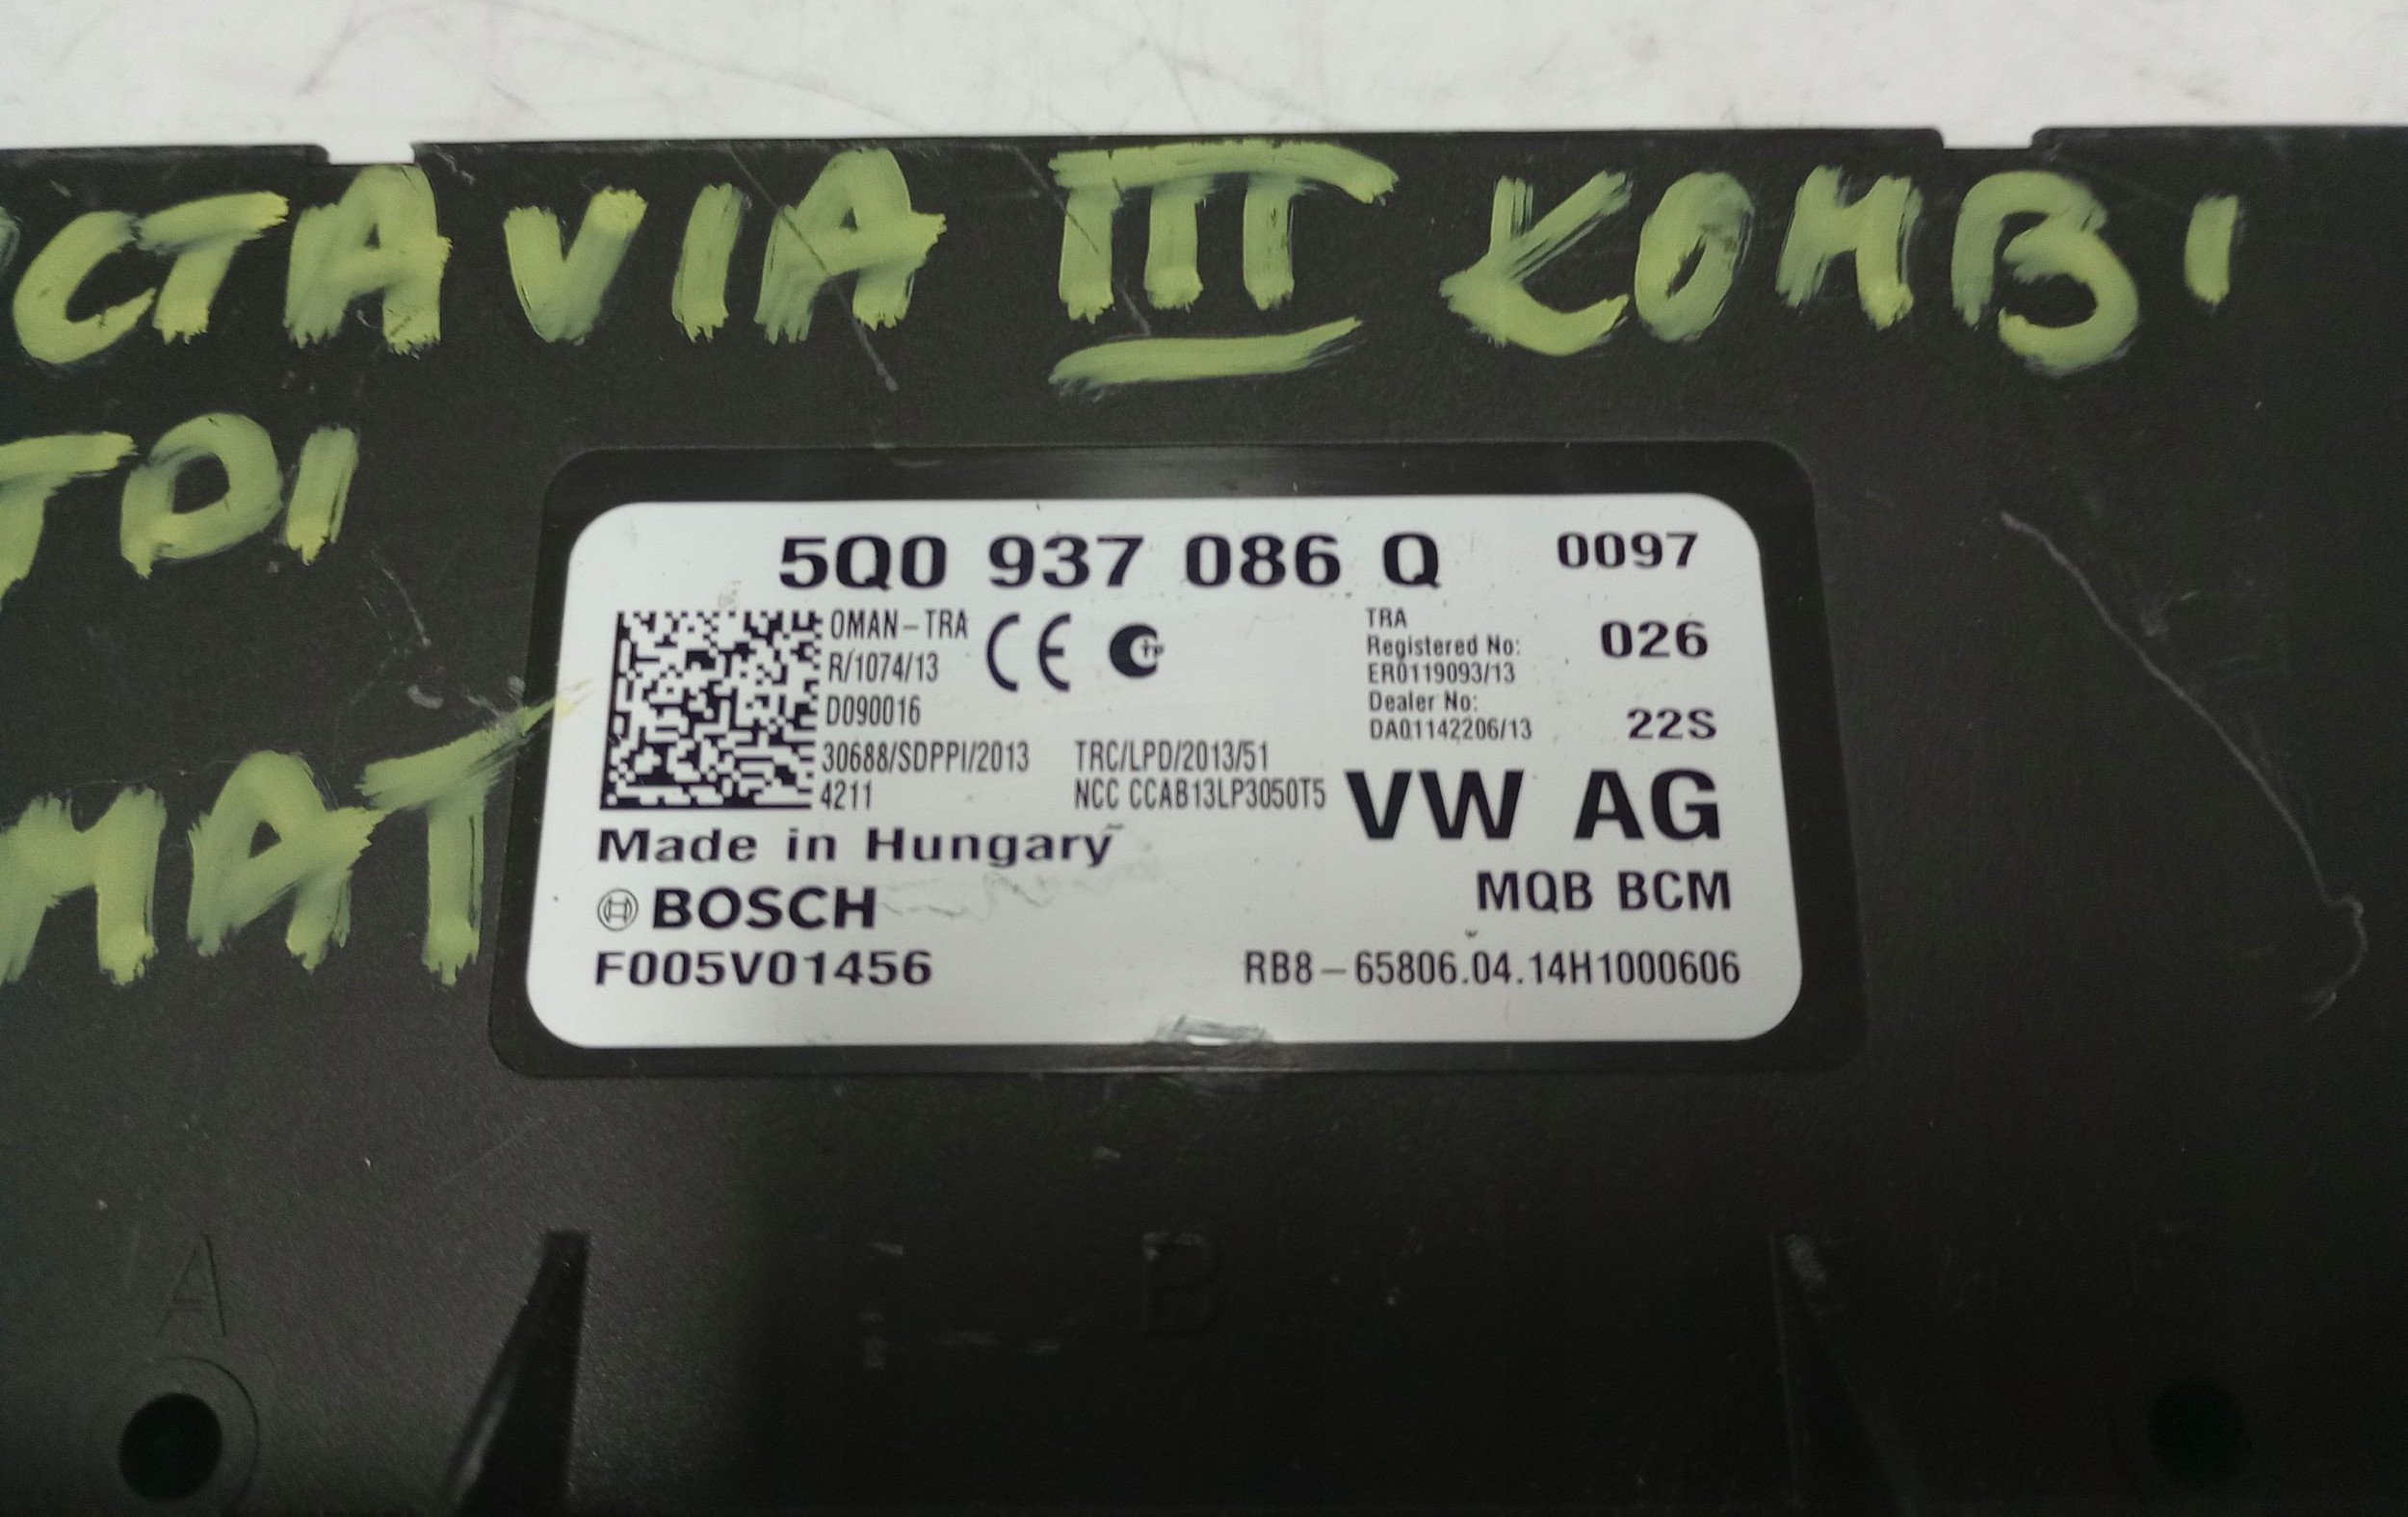 OCTAVIA III KOMBI
TDI
MAT
5Q0 937 086 Q 0097
OMAN-TRA
R/1074/13
D090016
30688/SDPPI/2013
4211
CE
TRC/LPD/2013/51
NCC CCAB13LP3050T5
TRA
Registered No:
ER0119093/13
Dealer No:
DA01142206/13
026
22S
VW AG
MQB BCM
Made in Hungary
BOSCH
F005V01456
RB8-65806.04.14H1000606
A
B